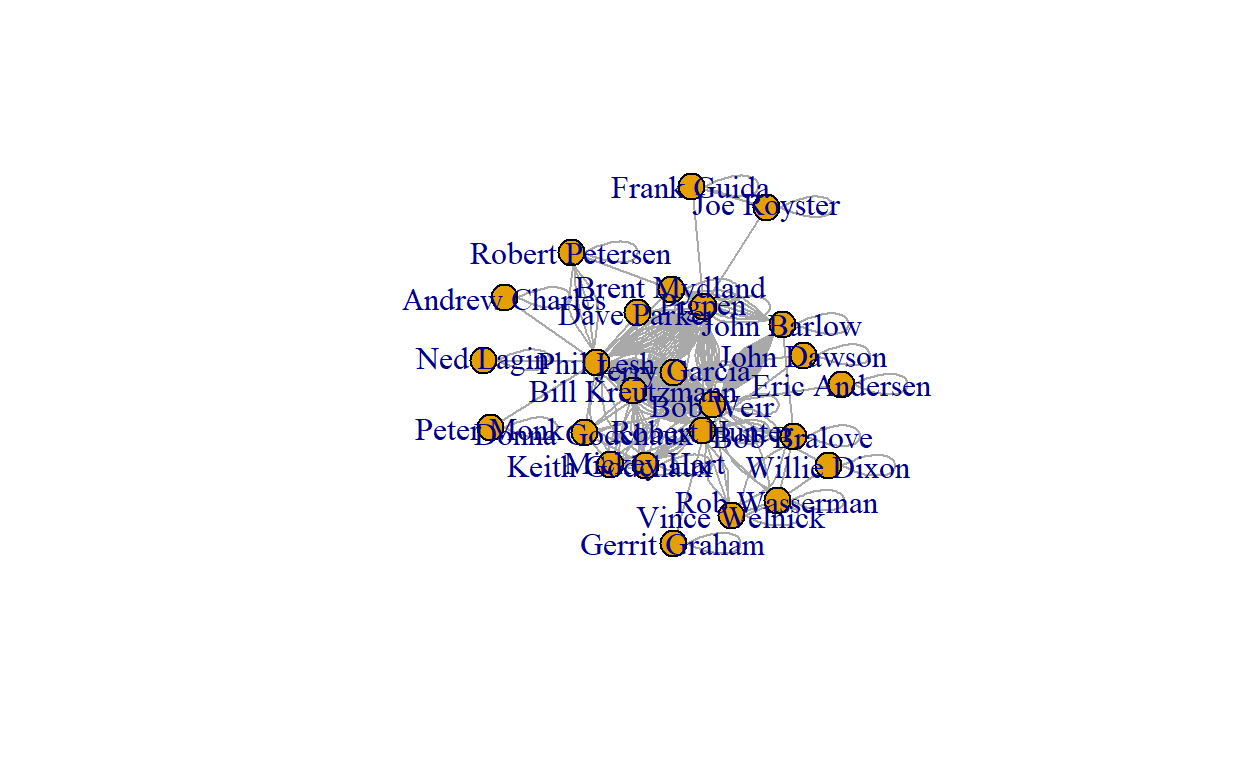 Frank Guida
Joe Royster
Robert Petersen
Brent Mydland
Andrew Charles
Pigpen
Dave Parker
John Barlow
Ned Lagin
Phil Lesh
John Dawson
Jerry Garcia
Eric Andersen
Bill Kreutzmann
Bob Weir
Peter Monk
Donna Godchaux
Robert Hunter
Bob Bralove
Keith Godchaux
Mickey Hart
Willie Dixon
Rob Wasserman
Vince Welnick
Gerrit Graham